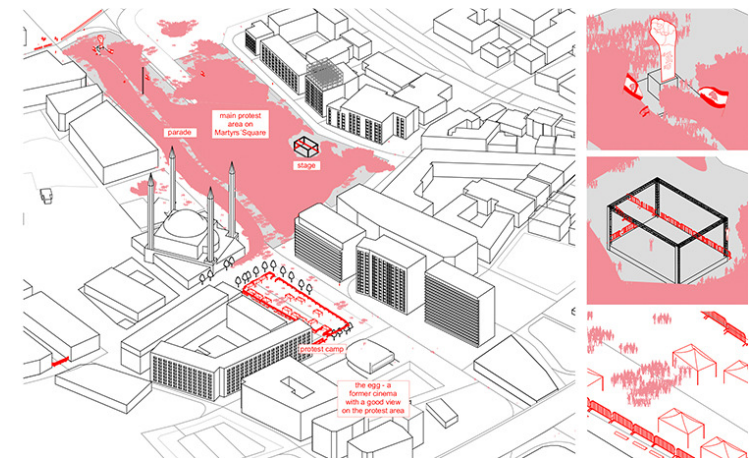 main protest
area on
Martyrs'Square
parade
stage
protest camp
the egg - a
former cinema
with a good view
on the protest area